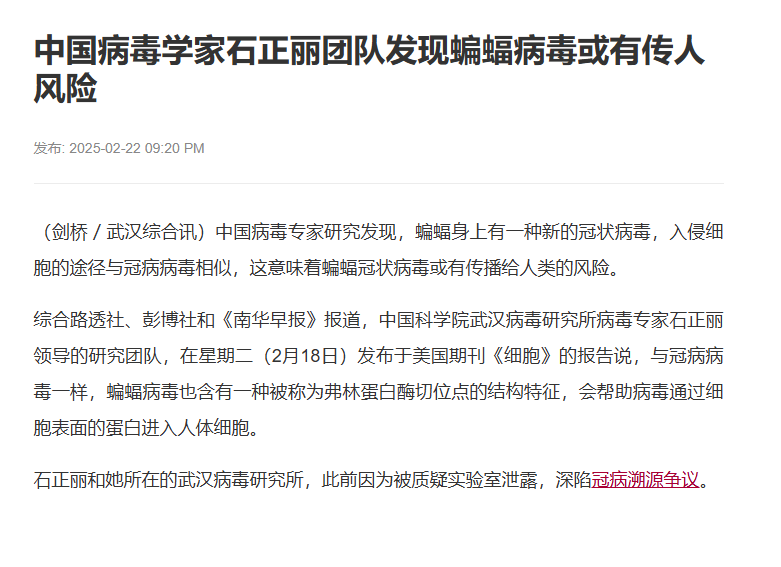 中国病毒学家石正丽团队发现蝙蝠病毒或有传人
风险
发布: 2025-02-22 09:20 PM
（剑桥 / 武汉综合讯）中国病毒专家研究发现，蝙蝠身上有一种新的冠状病毒，入侵细
胞的途径与冠病病毒相似，这意味着蝙蝠冠状病毒或有传播给人类的风险。
综合路透社、彭博社和《南华早报》报道，中国科学院武汉病毒研究所病毒专家石正丽
领导的研究团队，在星期二（2月18日）发布于美国期刊《细胞》的报告说，与冠病病
毒一样，蝙蝠病毒也含有一种被称为弗林蛋白酶切位点的结构特征，会帮助病毒通过细
胞表面的蛋白进入人体细胞。
石正丽和她所在的武汉病毒研究所，此前因为被质疑实验室泄露，深陷冠病溯源争议。